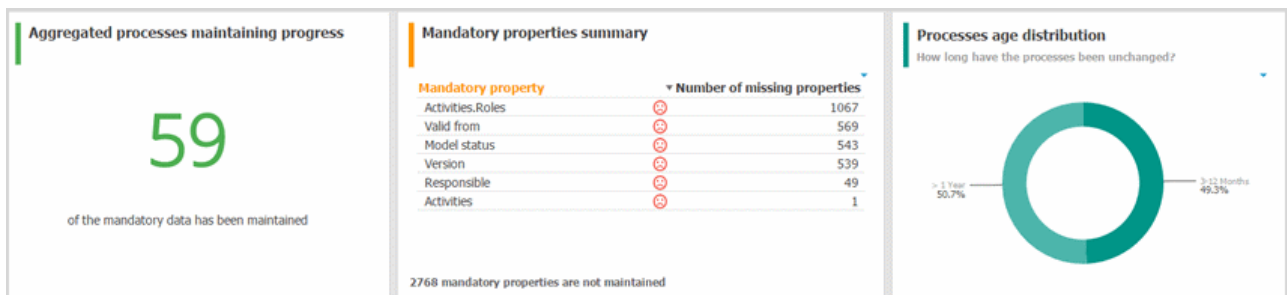 Aggregated processes maintaining progress
59
of the mandatory data has been maintained
Mandatory properties summary
Mandatory property Number of missing properties
Activities.Roles 1067
Valid from 569
Model status 543
Version 539
Responsible 49
Activities 1
2768 mandatory properties are not maintained
Processes age distribution
How long have the processes been unchanged?
> 1 Year
50.7%
3-12 Months
49.3%